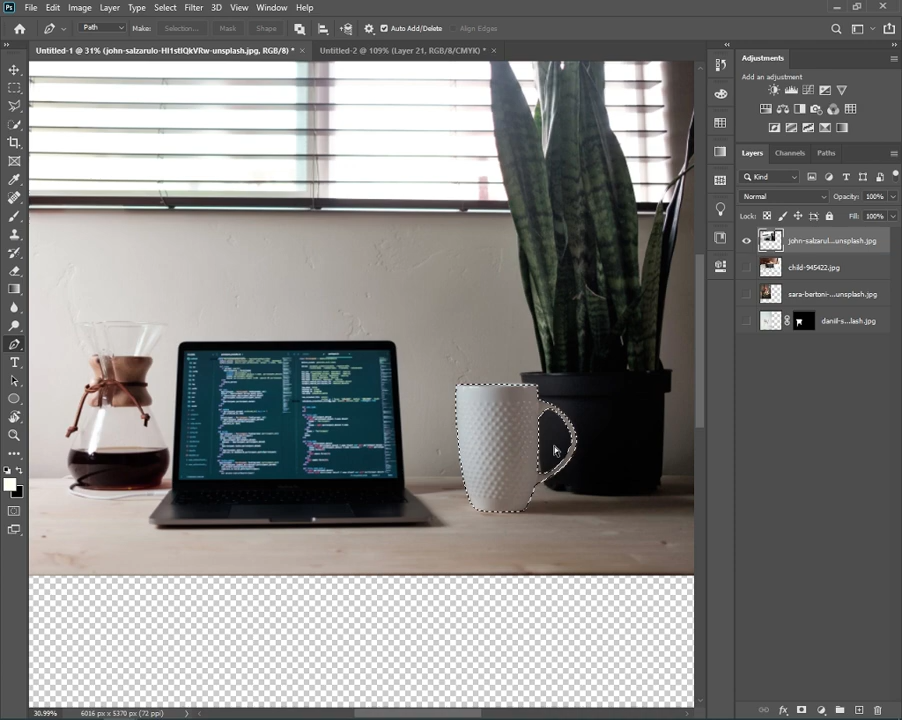 Ps File Edit Image Layer Type Select Filter 3D View Window Help
Path Make: Selection... Mask Shape Auto Add/Delete Align Edges
Untitled-1 @ 31% (john-salzarulo-HI1stIQkVRw-unsplash.jpg, RGB/8) * × Untitled-2 @ 109% (Layer 21, RGB/8/CMYK) * ×
Adjustments
Add an adjustment
Layers Channels Paths
Kind
Normal Opacity: 100%
Lock: Fill: 100%
john-salzarul...unsplash.jpg
child-945422.jpg
sara-bertoni-...unsplash.jpg
daniil-s...lash.jpg
30.99% 6016 px x 5370 px (72 ppi)